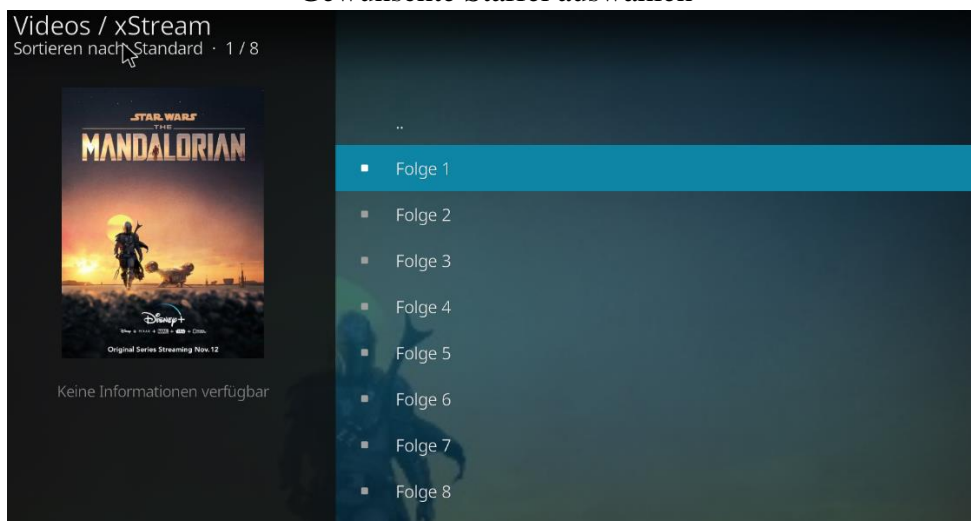 Gewünschte Staffel auswählen
Videos / xStream
Sortieren nach Standard · 1 / 8
STAR WARS
THE
MANDALORIAN
Disney+
Original Series Streaming Nov. 12
Keine Informationen verfügbar
..
Folge 1
Folge 2
Folge 3
Folge 4
Folge 5
Folge 6
Folge 7
Folge 8